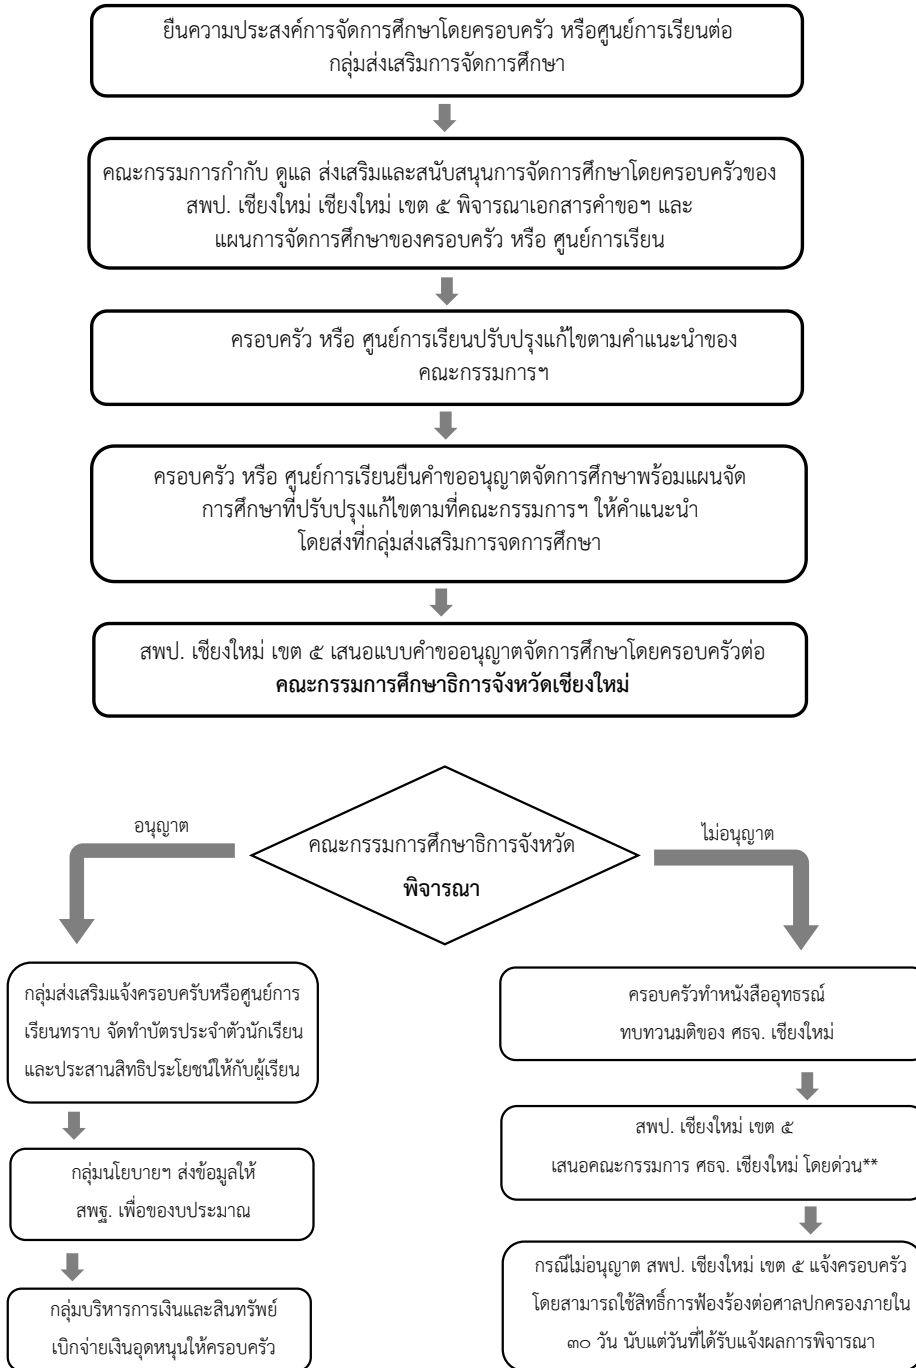 ยืนความประสงค์การจัดการศึกษาโดยครอบครัว หรือศูนย์การเรียนต่อ
กลุ่มส่งเสริมการจัดการศึกษา
คณะกรรมการกำกับ ดูแล ส่งเสริมและสนับสนุนการจัดการศึกษาโดยครอบครัวของ
สพป. เชียงใหม่ เชียงใหม่ เขต ๕ พิจารณาเอกสารคำขอฯ และ
แผนการจัดการศึกษาของครอบครัว หรือ ศูนย์การเรียน
ครอบครัว หรือ ศูนย์การเรียนปรับปรุงแก้ไขตามคำแนะนำของ
คณะกรรมการฯ
ครอบครัว หรือ ศูนย์การเรียนยืนคำขออนุญาตจัดการศึกษาพร้อมแผนจัด
การศึกษาที่ปรับปรุงแก้ไขตามที่คณะกรรมการฯ ให้คำแนะนำ
โดยส่งที่กลุ่มส่งเสริมการจดการศึกษา
สพป. เชียงใหม่ เขต ๕ เสนอแบบคำขออนุญาตจัดการศึกษาโดยครอบครัวต่อ
คณะกรรมการศึกษาธิการจังหวัดเชียงใหม่
อนุญาต
ไม่อนุญาต
คณะกรรมการศึกษาธิการจังหวัด
พิจารณา
กลุ่มส่งเสริมแจ้งครอบครับหรือศูนย์การ
เรียนทราบ จัดทำบัตรประจำตัวนักเรียน
และประสานสิทธิประโยชน์ให้กับผู้เรียน
กลุ่มนโยบายฯ ส่งข้อมูลให้
สพฐ. เพื่อของบประมาณ
กลุ่มบริหารการเงินและสินทรัพย์
เบิกจ่ายเงินอุดหนุนให้ครอบครัว
ครอบครัวทำหนังสืออุทธรณ์
ทบทวนมติของ ศธจ. เชียงใหม่
สพป. เชียงใหม่ เขต ๕
เสนอคณะกรรมการ ศธจ. เชียงใหม่ โดยด่วน**
กรณีไม่อนุญาต สพป. เชียงใหม่ เขต ๕ แจ้งครอบครัว
โดยสามารถใช้สิทธิ์การฟ้องร้องต่อศาลปกครองภายใน
๓๐ วัน นับแต่วันที่ได้รับแจ้งผลการพิจารณา